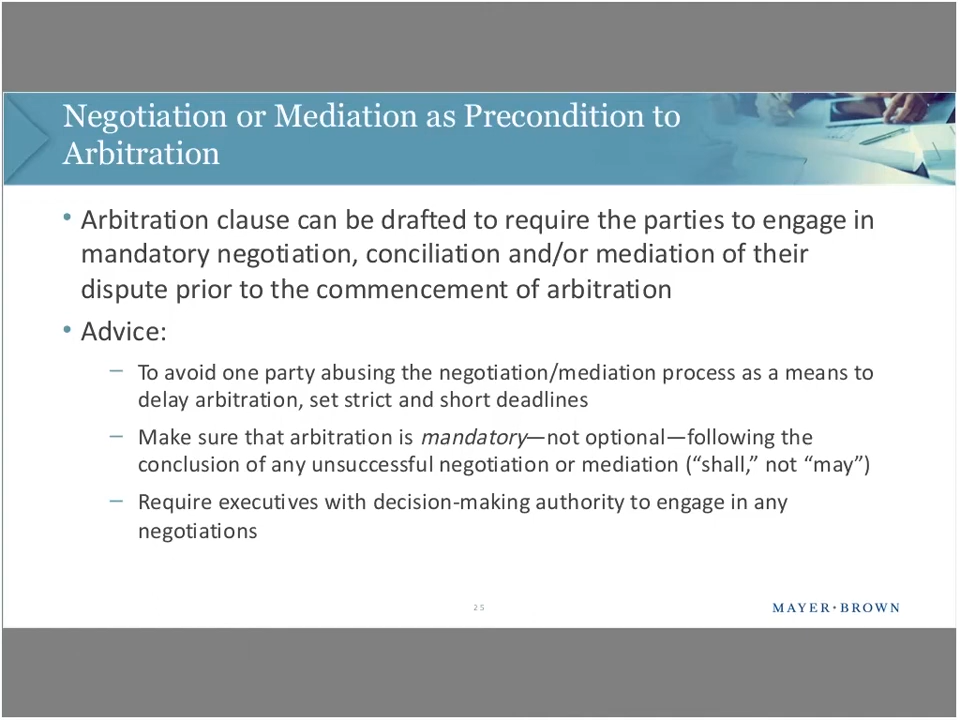 Negotiation or Mediation as Precondition to
Arbitration
• Arbitration clause can be drafted to require the parties to engage in
mandatory negotiation, conciliation and/or mediation of their
dispute prior to the commencement of arbitration
• Advice:
– To avoid one party abusing the negotiation/mediation process as a means to
delay arbitration, set strict and short deadlines
– Make sure that arbitration is mandatory—not optional—following the
conclusion of any unsuccessful negotiation or mediation (“shall,” not “may”)
– Require executives with decision-making authority to engage in any
negotiations
25
MAYER•BROWN